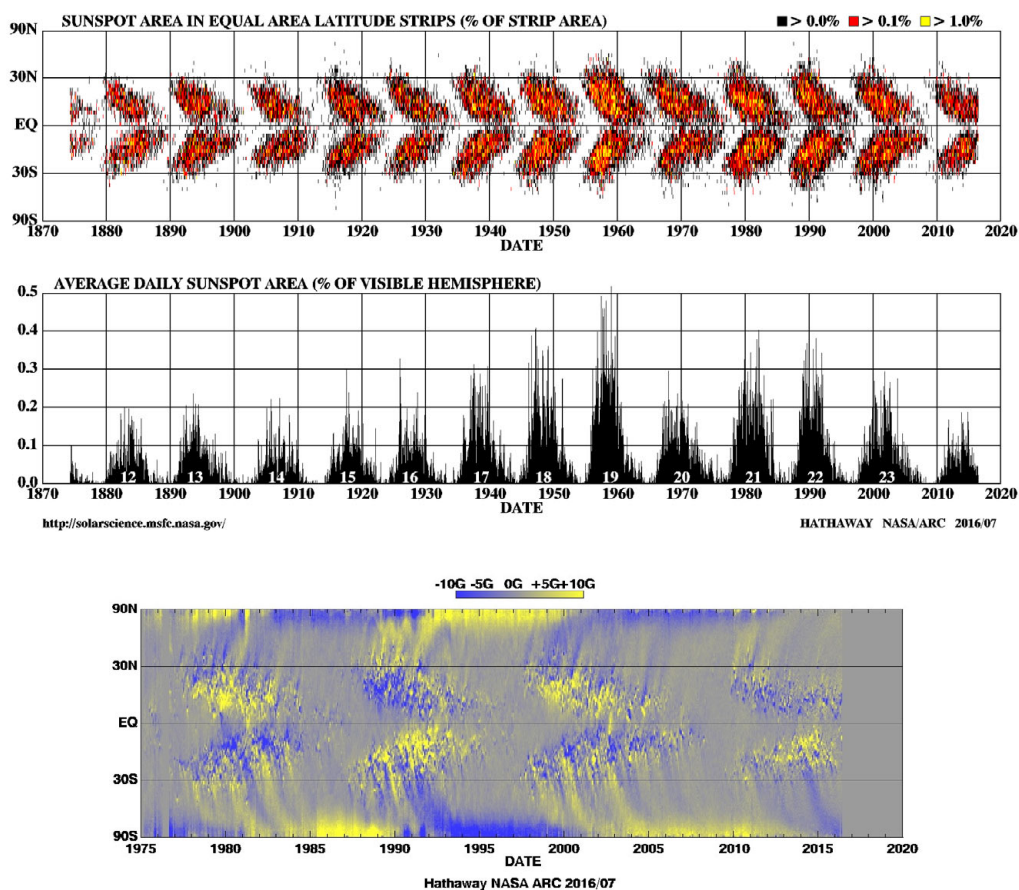 SUNSPOT AREA IN EQUAL AREA LATITUDE STRIPS (% OF STRIP AREA) > 0.0% > 0.1% > 1.0%
90N
30N
EQ
30S
90S
1870 1880 1890 1900 1910 1920 1930 1940 1950 1960 1970 1980 1990 2000 2010 2020
DATE
AVERAGE DAILY SUNSPOT AREA (% OF VISIBLE HEMISPHERE)
0.5
0.4
0.3
0.2
0.1
0.0
12 13 14 15 16 17 18 19 20 21 22 23
1870 1880 1890 1900 1910 1920 1930 1940 1950 1960 1970 1980 1990 2000 2010 2020
DATE
http://solarscience.msfc.nasa.gov/ HATHAWAY NASA/ARC 2016/07
-10G -5G 0G +5G+10G
90N
30N
EQ
30S
90S
1975 1980 1985 1990 1995 2000 2005 2010 2015 2020
DATE
Hathaway NASA ARC 2016/07